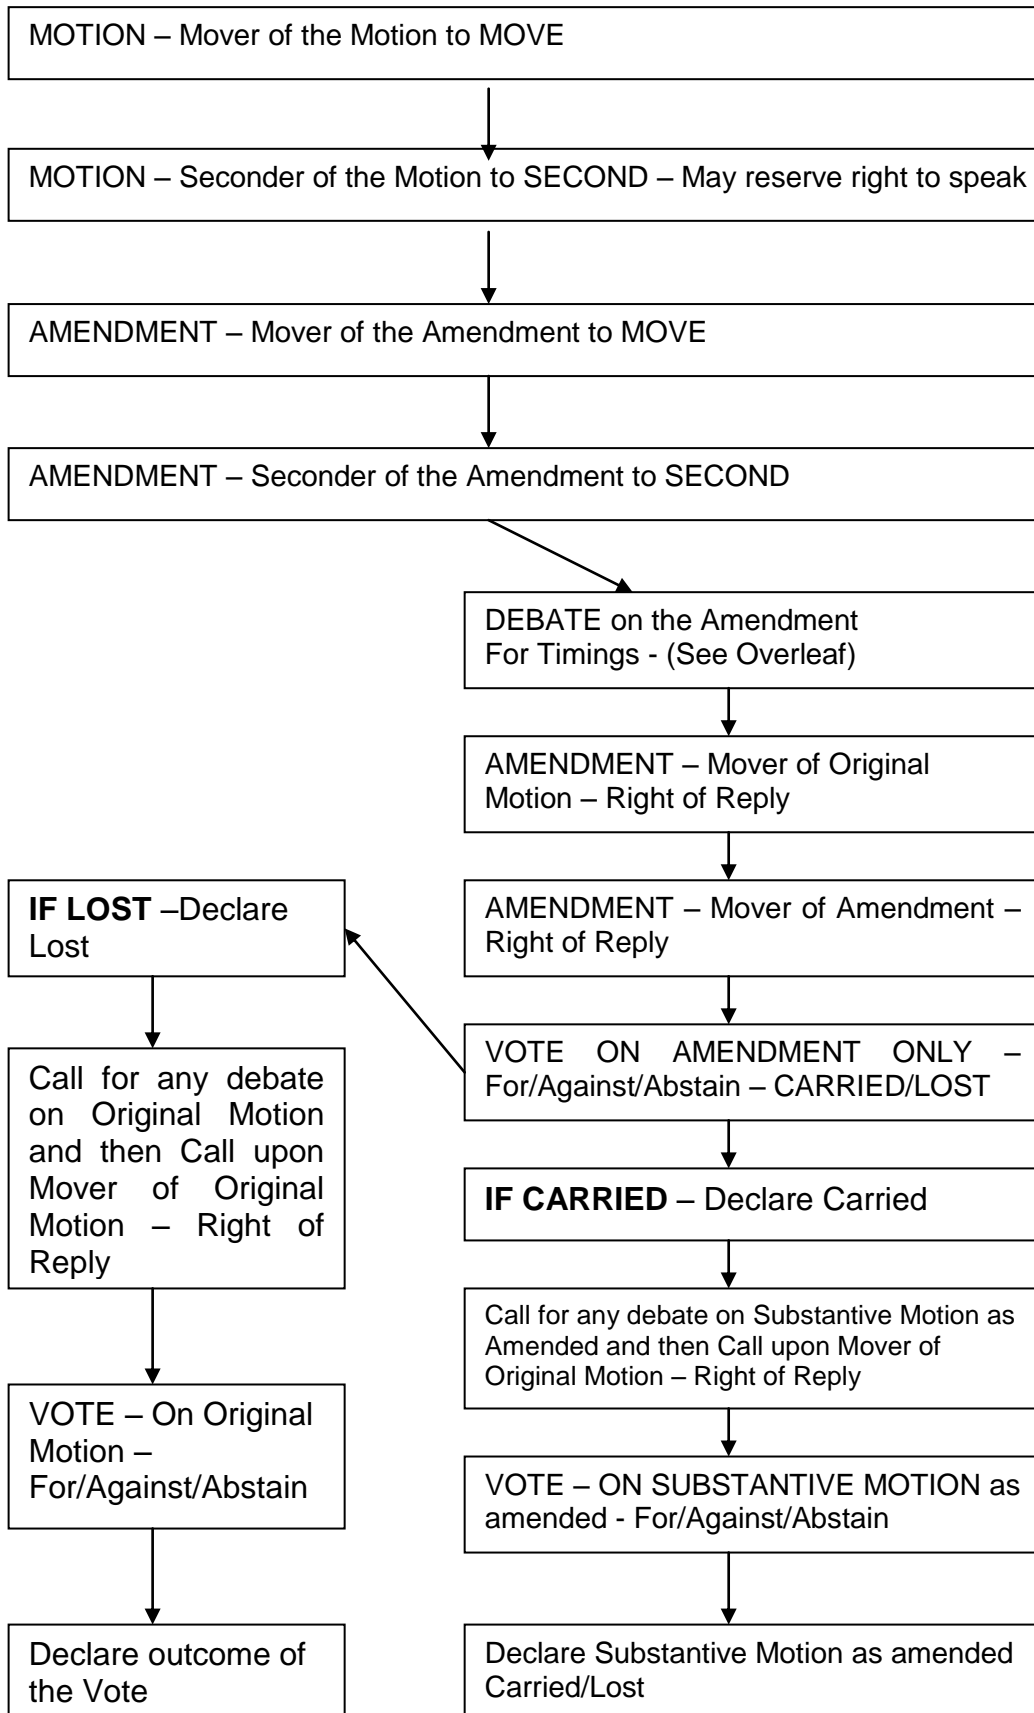 MOTION – Mover of the Motion to MOVE
MOTION – Seconder of the Motion to SECOND – May reserve right to speak
AMENDMENT – Mover of the Amendment to MOVE
AMENDMENT – Seconder of the Amendment to SECOND
DEBATE on the Amendment
For Timings - (See Overleaf)
AMENDMENT – Mover of Original
Motion – Right of Reply
AMENDMENT – Mover of Amendment –
Right of Reply
VOTE ON AMENDMENT ONLY –
For/Against/Abstain – CARRIED/LOST
IF LOST –Declare
Lost
Call for any debate
on Original Motion
and then Call upon
Mover of Original
Motion – Right of
Reply
VOTE – On Original
Motion –
For/Against/Abstain
Declare outcome of
the Vote
IF CARRIED – Declare Carried
Call for any debate on Substantive Motion as
Amended and then Call upon Mover of
Original Motion – Right of Reply
VOTE – ON SUBSTANTIVE MOTION as
amended - For/Against/Abstain
Declare Substantive Motion as amended
Carried/Lost